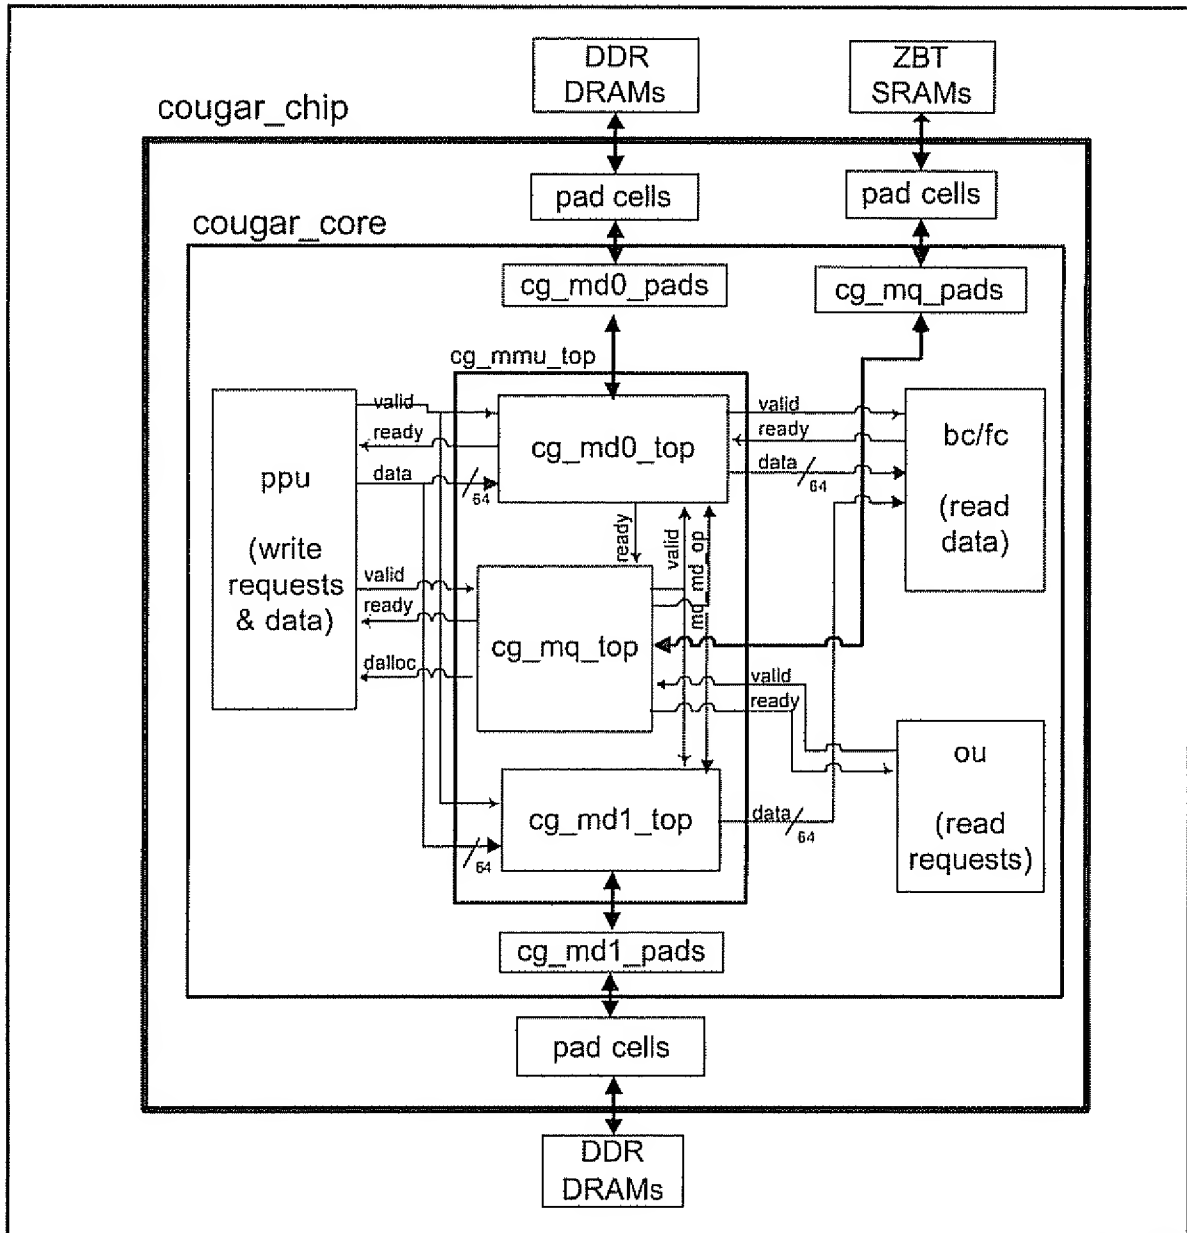 DDR
DRAMs
ZBT
SRAMs
cougar_chip
pad cells
pad cells
cougar_core
cg_md0_pads
cg_mq_pads
cg_mmu_top
valid
ready
data
64
ppu
(write
requests
& data)
cg_md0_top
valid
ready
data
64
bc/fc
(read
data)
ready
valid
mq_md_op
valid
ready
dalloc
cg_mq_top
valid
ready
ou
(read
requests)
64
cg_md1_top
data
64
cg_md1_pads
pad cells
DDR
DRAMs